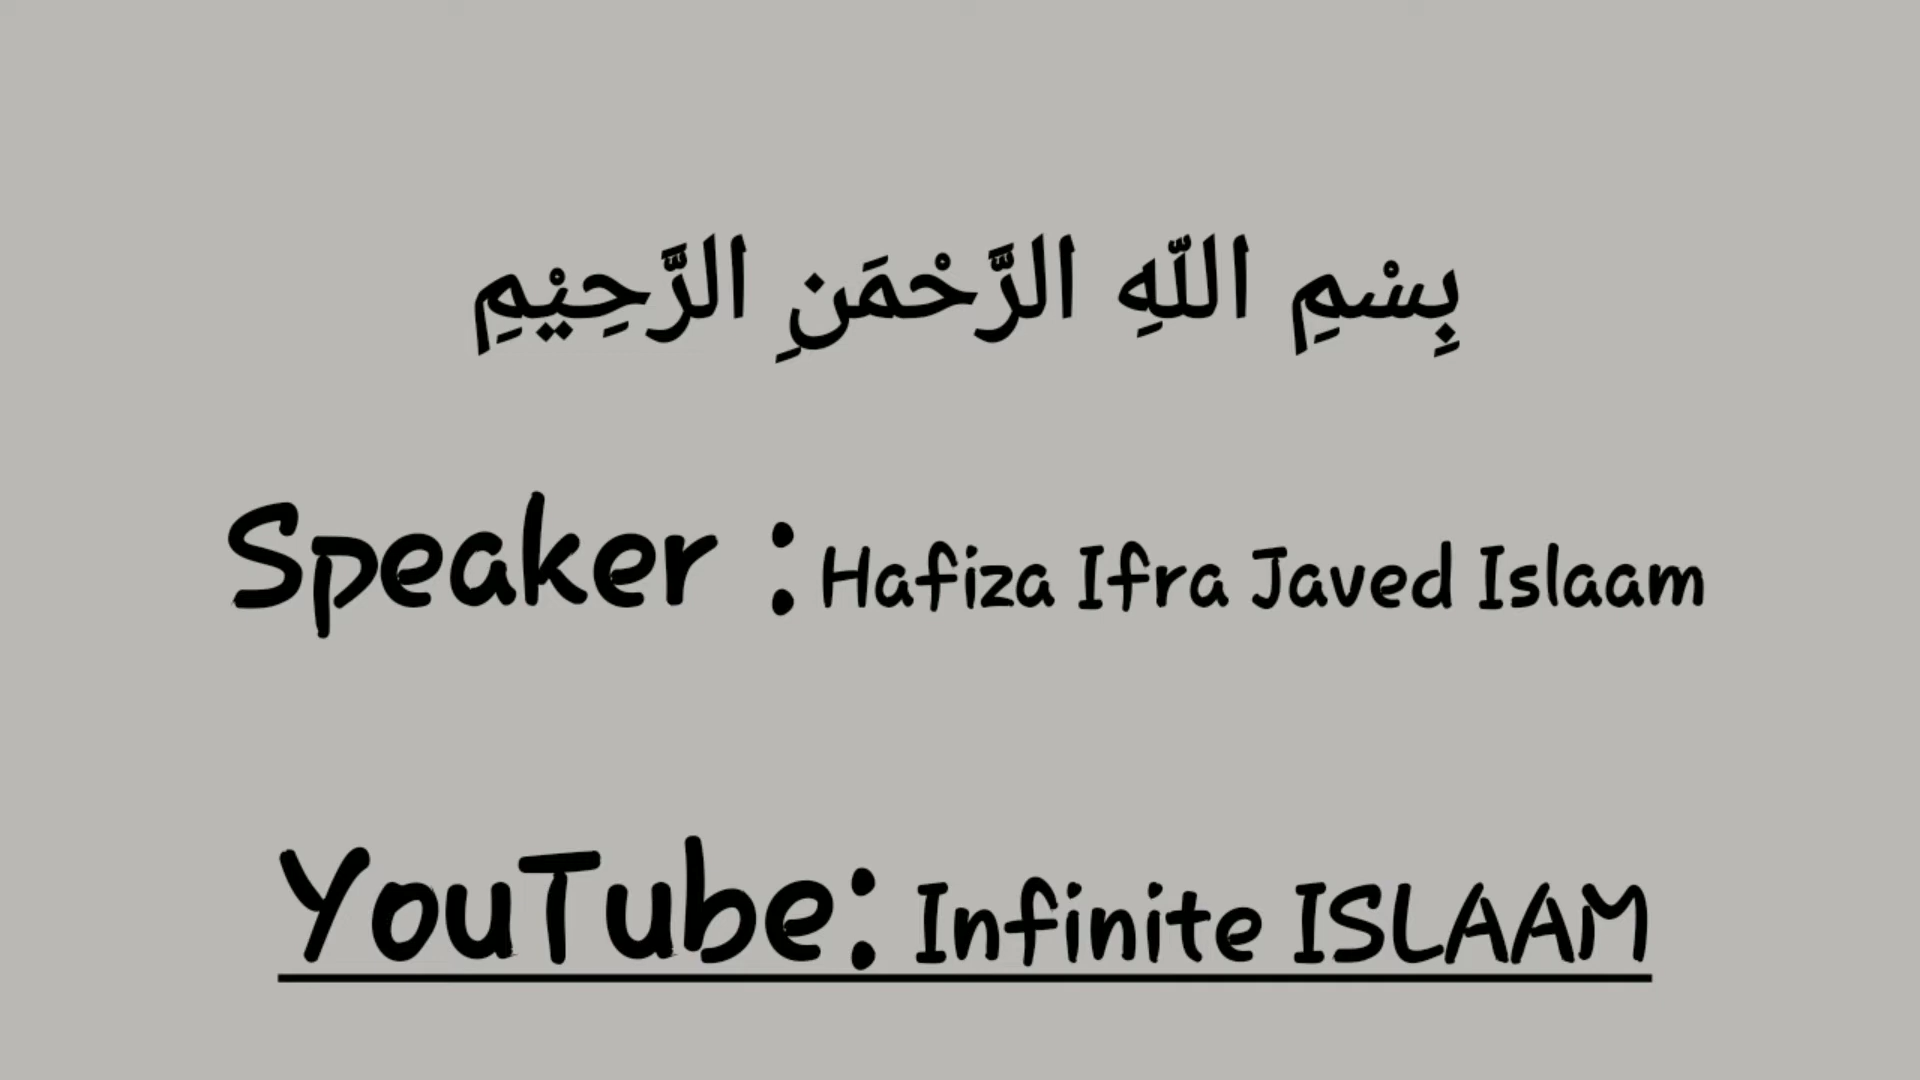 بِسْمِ اللّٰهِ الرَّحْمَنِ الرَّحِيْمِ
Speaker : Hafiza Ifra Javed Islaam
YouTube: Infinite ISLAAM